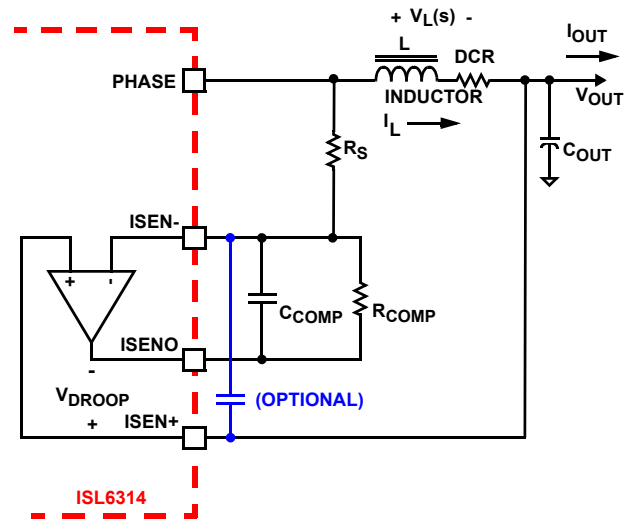 + VL(s) -
L
DCR
IOUT
PHASE
INDUCTOR
VOUT
IL
RS
COUT
ISEN-
+ -
CCOMP
RCOMP
ISENO
-
VDROOP
+
(OPTIONAL)
ISEN+
ISL6314